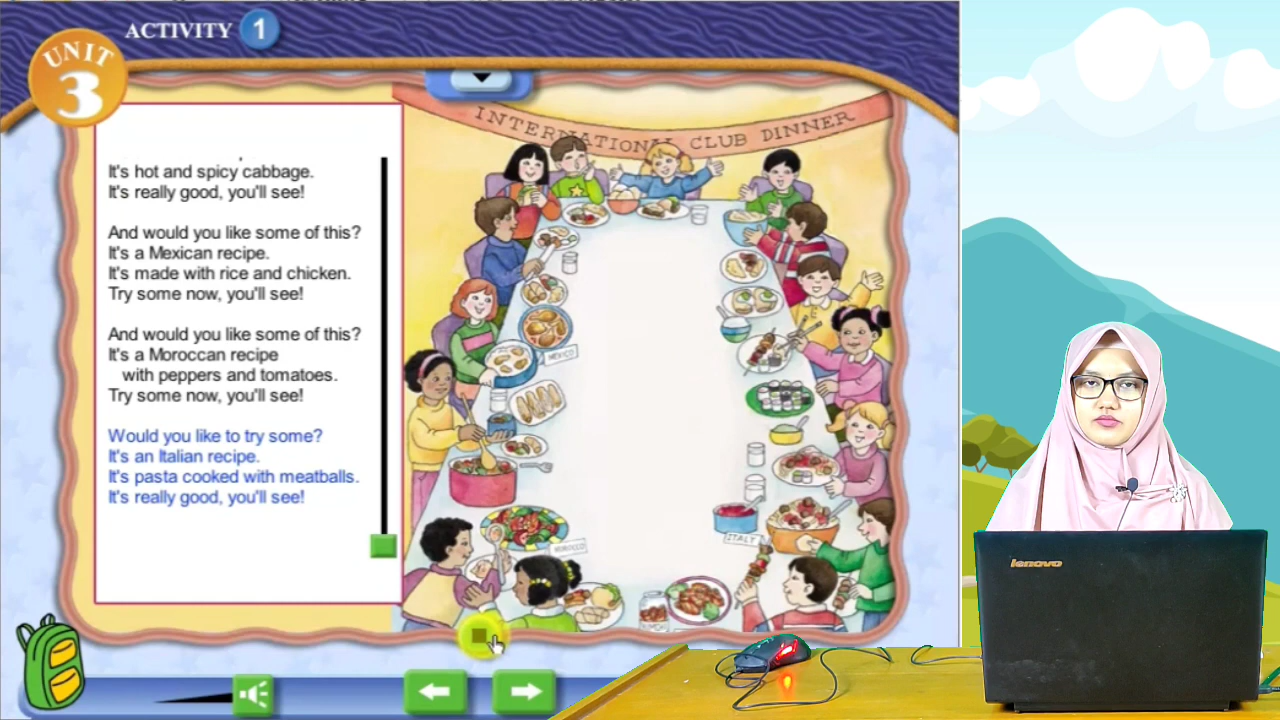 ACTIVITY 1
UNIT
3
INTERNATIONAL CLUB DINNER
It's hot and spicy cabbage.
It's really good, you'll see!
And would you like some of this?
It's a Mexican recipe.
It's made with rice and chicken.
Try some now, you'll see!
And would you like some of this?
It's a Moroccan recipe
with peppers and tomatoes.
Try some now, you'll see!
Would you like to try some?
It's an Italian recipe.
It's pasta cooked with meatballs.
It's really good, you'll see!
MEXICO
MOROCCO
ITALY
lenovo